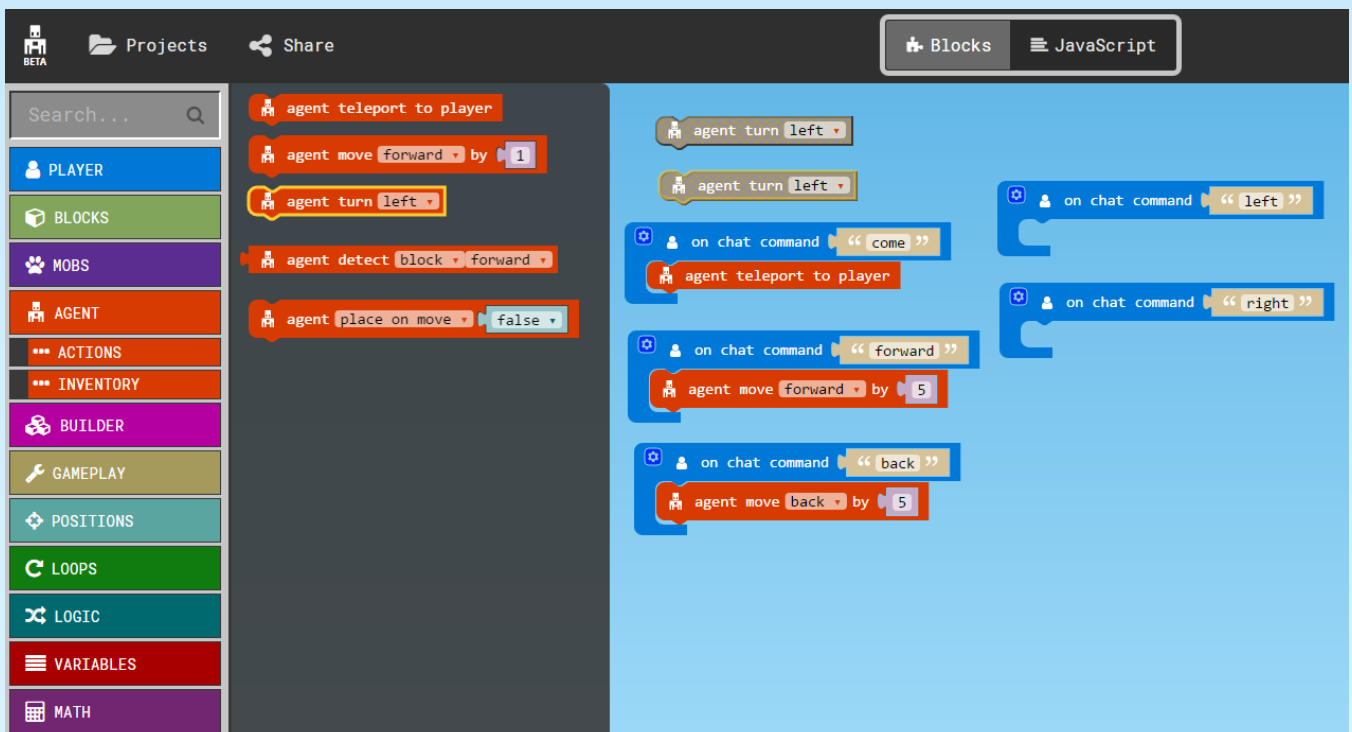 BETA
Projects
Share
Blocks
JavaScript
Search...
PLAYER
BLOCKS
MOBS
AGENT
ACTIONS
INVENTORY
BUILDER
GAMEPLAY
POSITIONS
LOOPS
LOGIC
VARIABLES
MATH
agent teleport to player
agent move forward by 1
agent turn left
agent detect block forward
agent place on move false
agent turn left
agent turn left
on chat command “ come ”
agent teleport to player
on chat command “ forward ”
agent move forward by 5
on chat command “ back ”
agent move back by 5
on chat command “ left ”
on chat command “ right ”